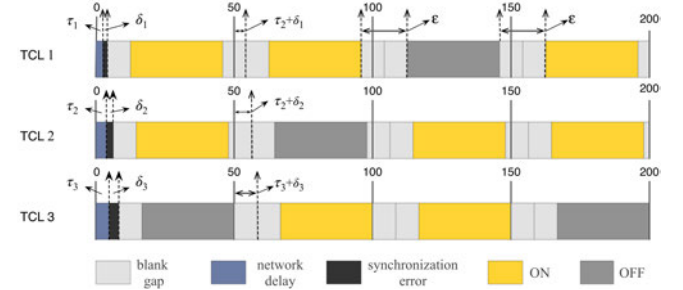 0 50 100 150 200
τ1 δ1 τ2+δ1 ε ε
TCL 1
0 50 100 150 200
τ2 δ2 τ2+δ2
TCL 2
0 50 100 150 200
τ3 δ3 τ3+δ3
TCL 3
blank gap
network delay
synchronization error
ON
OFF